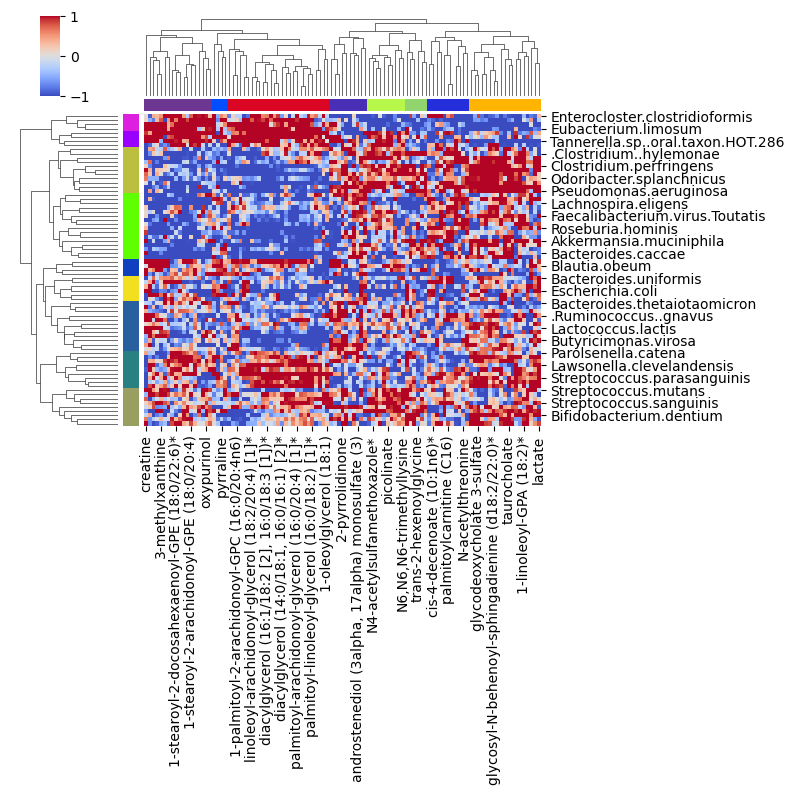 1
0
−1
Enterocloster.clostridioformis
Eubacterium.limosum
Tannerella.sp..oral.taxon.HOT.286
.Clostridium..hylemonae
Clostridium.perfringens
Odoribacter.splanchnicus
Pseudomonas.aeruginosa
Lachnospira.eligens
Faecalibacterium.virus.Toutatis
Roseburia.hominis
Akkermansia.muciniphila
Bacteroides.caccae
Blautia.obeum
Bacteroides.uniformis
Escherichia.coli
Bacteroides.thetaiotaomicron
.Ruminococcus..gnavus
Lactococcus.lactis
Butyricimonas.virosa
Parolsenella.catena
Lawsonella.clevelandensis
Streptococcus.parasanguinis
Streptococcus.mutans
Streptococcus.sanguinis
Bifidobacterium.dentium
creatine
3-methylxanthine
1-stearoyl-2-docosahexaenoyl-GPE (18:0/22:6)*
1-stearoyl-2-arachidonoyl-GPE (18:0/20:4)
oxypurinol
pyrraline
1-palmitoyl-2-arachidonoyl-GPC (16:0/20:4n6)
linoleoyl-arachidonoyl-glycerol (18:2/20:4) [1]*
diacylglycerol (16:1/18:2 [2], 16:0/18:3 [1])*
diacylglycerol (14:0/18:1, 16:0/16:1) [2]*
palmitoyl-arachidonoyl-glycerol (16:0/20:4) [1]*
palmitoyl-linoleoyl-glycerol (16:0/18:2) [1]*
1-oleoylglycerol (18:1)
2-pyrrolidinone
androstenediol (3alpha, 17alpha) monosulfate (3)
N4-acetylsulfamethoxazole*
picolinate
N6,N6,N6-trimethyllysine
trans-2-hexenoylglycine
cis-4-decenoate (10:1n6)*
palmitoylcarnitine (C16)
N-acetylthreonine
glycodeoxycholate 3-sulfate
glycosyl-N-behenoyl-sphingadienine (d18:2/22:0)*
taurocholate
1-linoleoyl-GPA (18:2)*
lactate